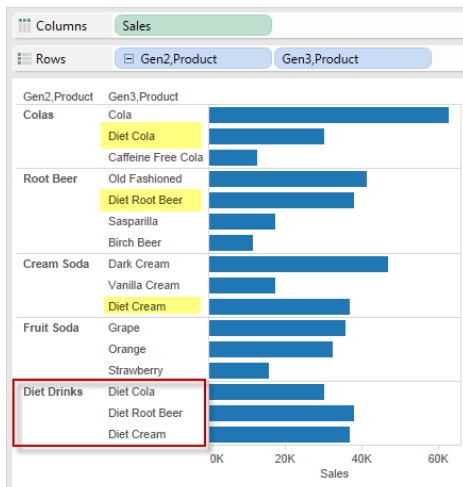 Columns Sales
Rows Gen2,Product Gen3,Product
Gen2,Product Gen3,Product
Colas Cola
Diet Cola
Caffeine Free Cola
Root Beer Old Fashioned
Diet Root Beer
Sasparilla
Birch Beer
Cream Soda Dark Cream
Vanilla Cream
Diet Cream
Fruit Soda Grape
Orange
Strawberry
Diet Drinks Diet Cola
Diet Root Beer
Diet Cream
0K 20K 40K 60K
Sales